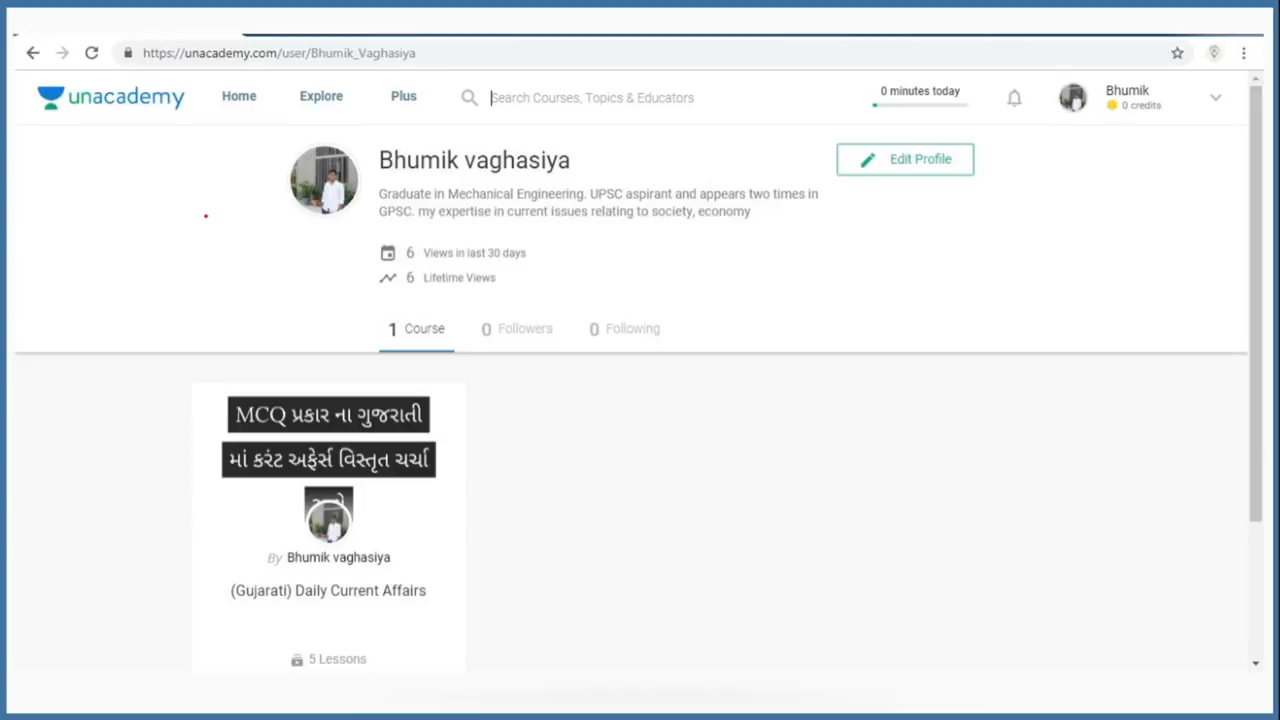 https://unacademy.com/user/Bhumik_Vaghasiya
unacademy Home Explore Plus Search Courses, Topics & Educators 0 minutes today Bhumik
0 credits
Bhumik vaghasiya Edit Profile
Graduate in Mechanical Engineering. UPSC aspirant and appears two times in
GPSC. my expertise in current issues relating to society, economy
6 Views in last 30 days
6 Lifetime Views
1 Course 0 Followers 0 Following
MCQ પ્રકાર ના ગુજરાતી
માં કરંટ અફેર્સ વિસ્તૃત ચર્ચા
By Bhumik vaghasiya
(Gujarati) Daily Current Affairs
5 Lessons